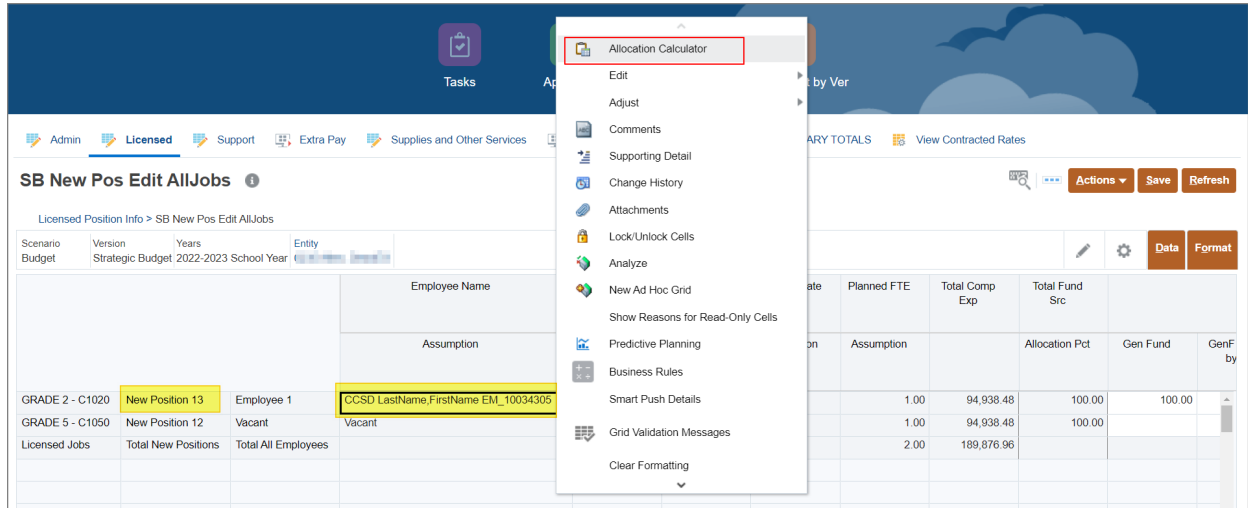 Tasks
Ap
t by Ver
Admin
Licensed
Support
Extra Pay
Supplies and Other Services
ARY TOTALS
View Contracted Rates
SB New Pos Edit AllJobs
Actions
Save
Refresh
Licensed Position Info > SB New Pos Edit AllJobs
Scenario Version Years Entity
Budget Strategic Budget 2022-2023 School Year
Data
Format
Allocation Calculator
Edit
Adjust
Comments
Supporting Detail
Change History
Attachments
Lock/Unlock Cells
Analyze
New Ad Hoc Grid
Show Reasons for Read-Only Cells
Predictive Planning
Business Rules
Smart Push Details
Grid Validation Messages
Clear Formatting
Employee Name ate Planned FTE Total Comp Exp Total Fund Src
Assumption on Assumption Allocation Pct Gen Fund GenF by
GRADE 2 - C1020 New Position 13 Employee 1 CCSD LastName,FirstName EM_10034305 1.00 94,938.48 100.00 100.00
GRADE 5 - C1050 New Position 12 Vacant Vacant 1.00 94,938.48 100.00
Licensed Jobs Total New Positions Total All Employees 2.00 189,876.96